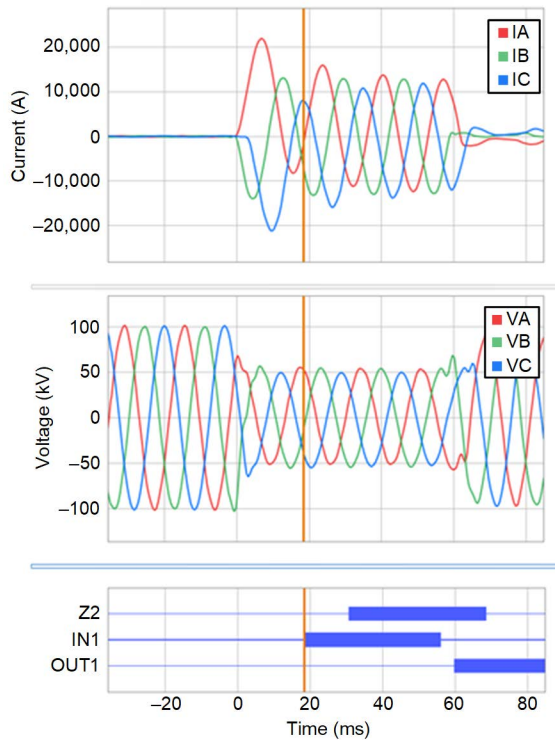 20,000
10,000
0
−10,000
−20,000
Current (A)
IA
IB
IC
100
50
0
−50
−100
Voltage (kV)
VA
VB
VC
Z2
IN1
OUT1
−20 0 20 40 60 80
Time (ms)